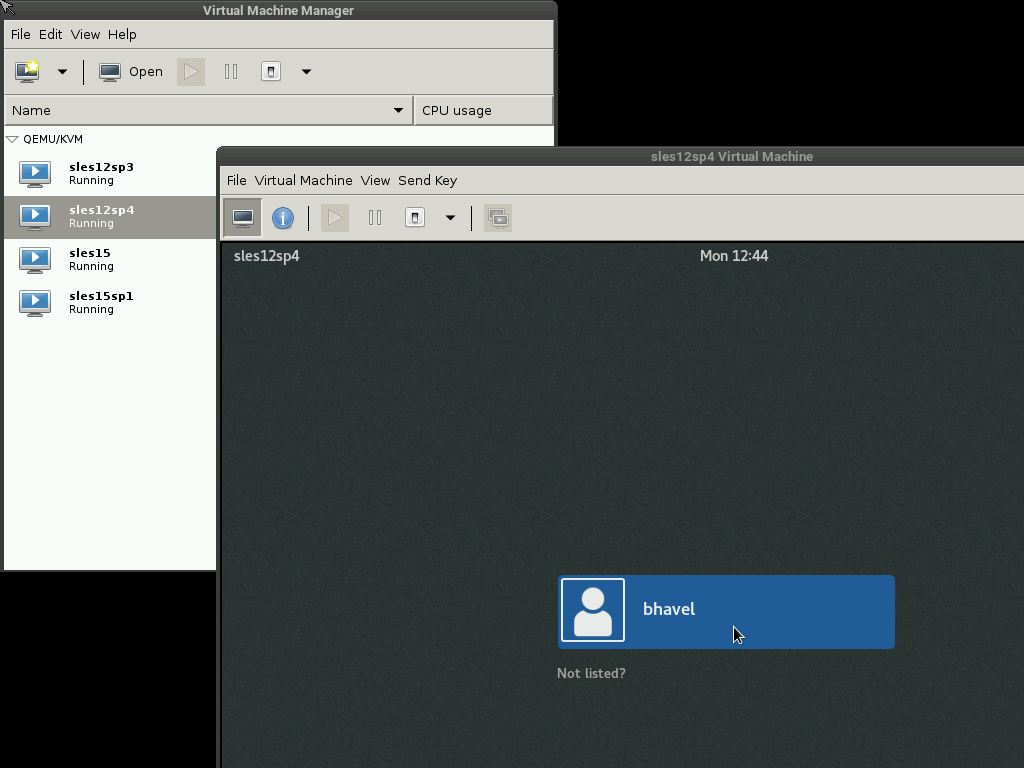 Virtual Machine Manager
File Edit View Help
Open
Name CPU usage
QEMU/KVM
sles12sp3
Running
sles12sp4
Running
sles15
Running
sles15sp1
Running
sles12sp4 Virtual Machine
File Virtual Machine View Send Key
sles12sp4 Mon 12:44
bhavel
Not listed?